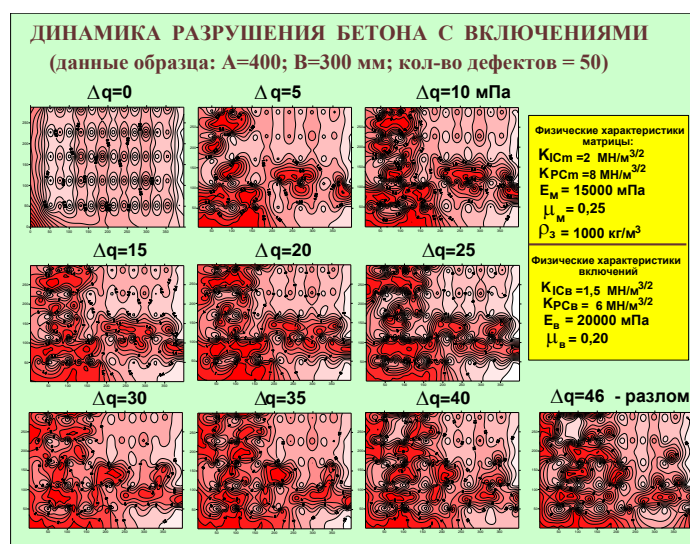 ДИНАМИКА РАЗРУШЕНИЯ БЕТОНА С ВКЛЮЧЕНИЯМИ
(данные образца: А=400; В=300 мм; кол-во дефектов = 50)
Δq=0
Δq=5
Δq=10 мПа
Физические характеристики
матрицы:
KICm =2 МН/м3/2
KPCm =8 МН/м3/2
EМ = 15000 мПа
μМ = 0,25
ρз = 1000 кг/м3
Δq=15
Δq=20
Δq=25
Физические характеристики
включений
KICв =1,5 МН/м3/2
KPCв = 6 МН/м3/2
Eв = 20000 мПа
μв = 0,20
Δq=30
Δq=35
Δq=40
Δq=46 - разлом